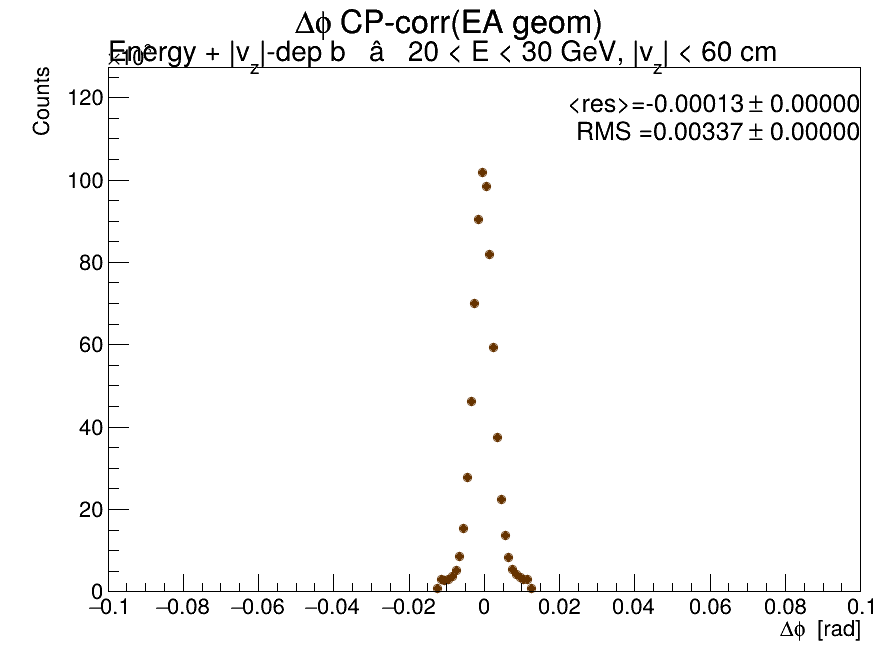 Δϕ CP-corr(EA geom)
Energy + |v_z|-dep b â 20 < E < 30 GeV, |v_z| < 60 cm
Counts
<res>=-0.00013 ± 0.00000
RMS =0.00337 ± 0.00000
120
100
80
60
40
20
0
−0.1 −0.08 −0.06 −0.04 −0.02 0 0.02 0.04 0.06 0.08 0.1
Δϕ [rad]